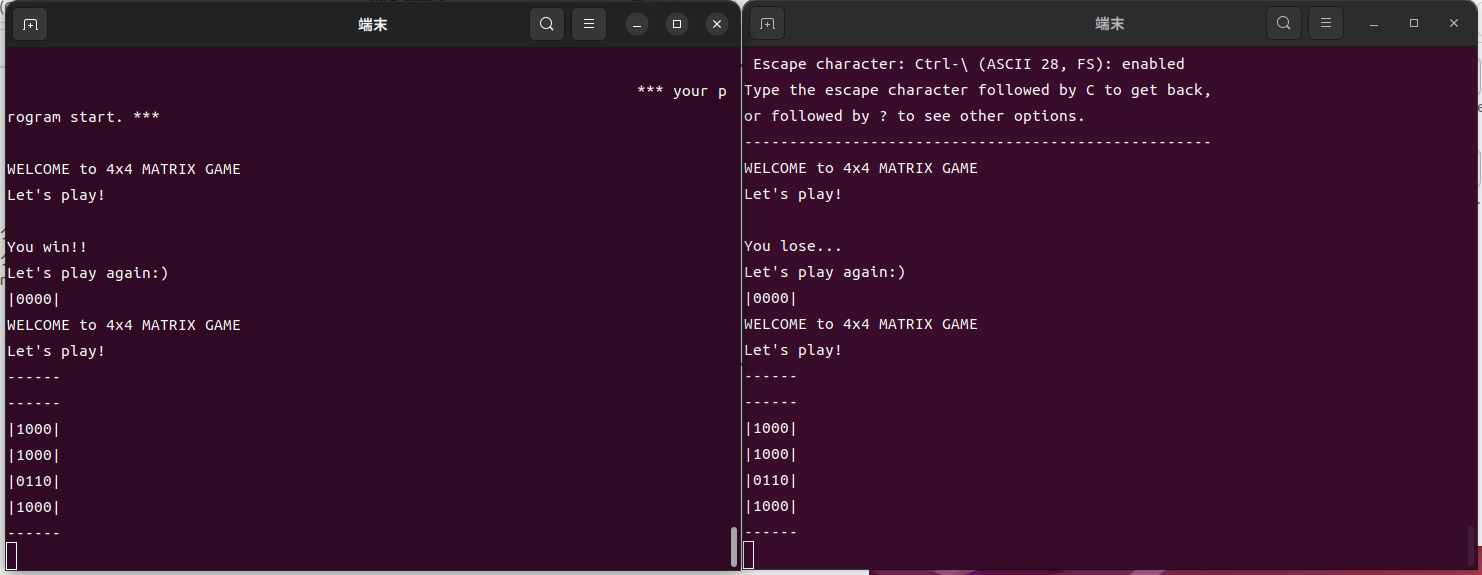 端末
*** your p
rogram start. ***
WELCOME to 4x4 MATRIX GAME
Let's play!
You win!!
Let's play again:)
|0000|
WELCOME to 4x4 MATRIX GAME
Let's play!
------
------
|1000|
|1000|
|0110|
|1000|
------
端末
Escape character: Ctrl-\ (ASCII 28, FS): enabled
Type the escape character followed by C to get back,
or followed by ? to see other options.
----------------------------------------------------
WELCOME to 4x4 MATRIX GAME
Let's play!
You lose...
Let's play again:)
|0000|
WELCOME to 4x4 MATRIX GAME
Let's play!
------
------
|1000|
|1000|
|0110|
|1000|
------